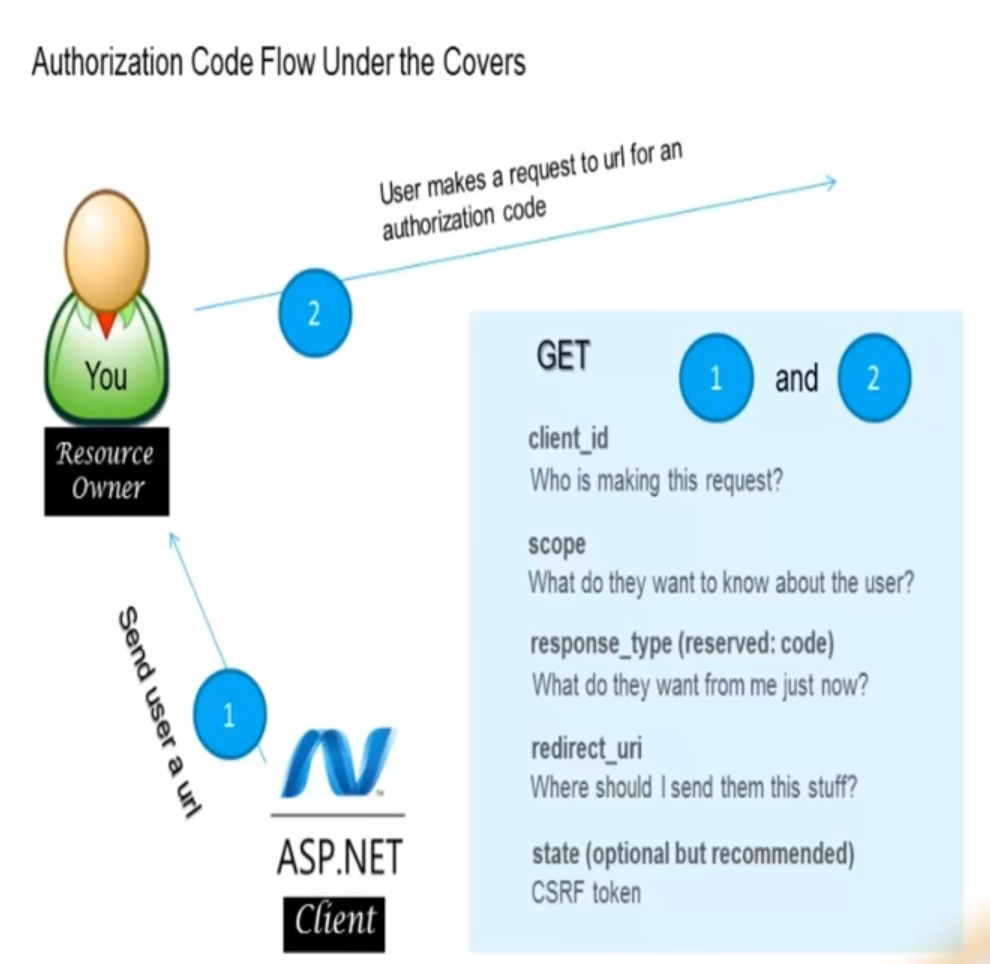 Authorization Code Flow Under the Covers
User makes a request to url for an
authorization code
2
You
Resource
Owner
Send user a url
1
ASP.NET
Client
GET
1 and 2
client_id
Who is making this request?
scope
What do they want to know about the user?
response_type (reserved: code)
What do they want from me just now?
redirect_uri
Where should I send them this stuff?
state (optional but recommended)
CSRF token